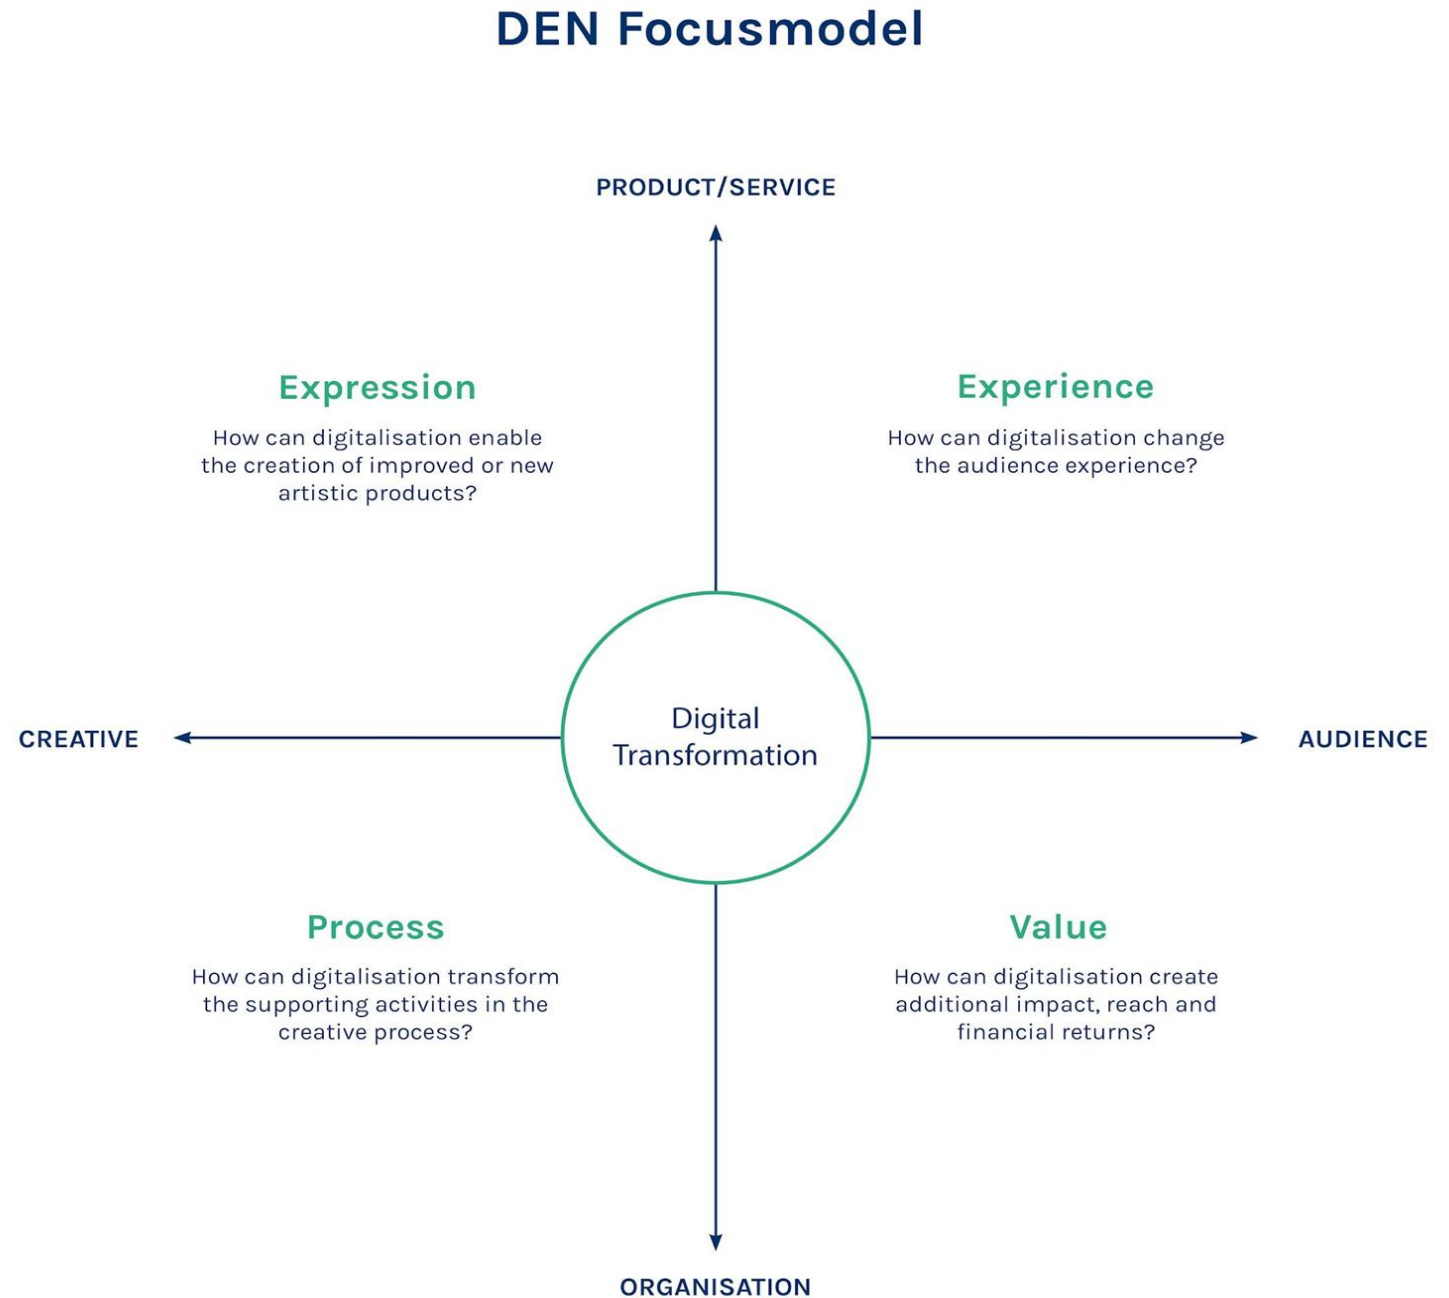 DEN Focusmodel
PRODUCT/SERVICE
Expression
How can digitalisation enable
the creation of improved or new
artistic products?
Experience
How can digitalisation change
the audience experience?
CREATIVE
Digital
Transformation
AUDIENCE
Process
How can digitalisation transform
the supporting activities in the
creative process?
Value
How can digitalisation create
additional impact, reach and
financial returns?
ORGANISATION